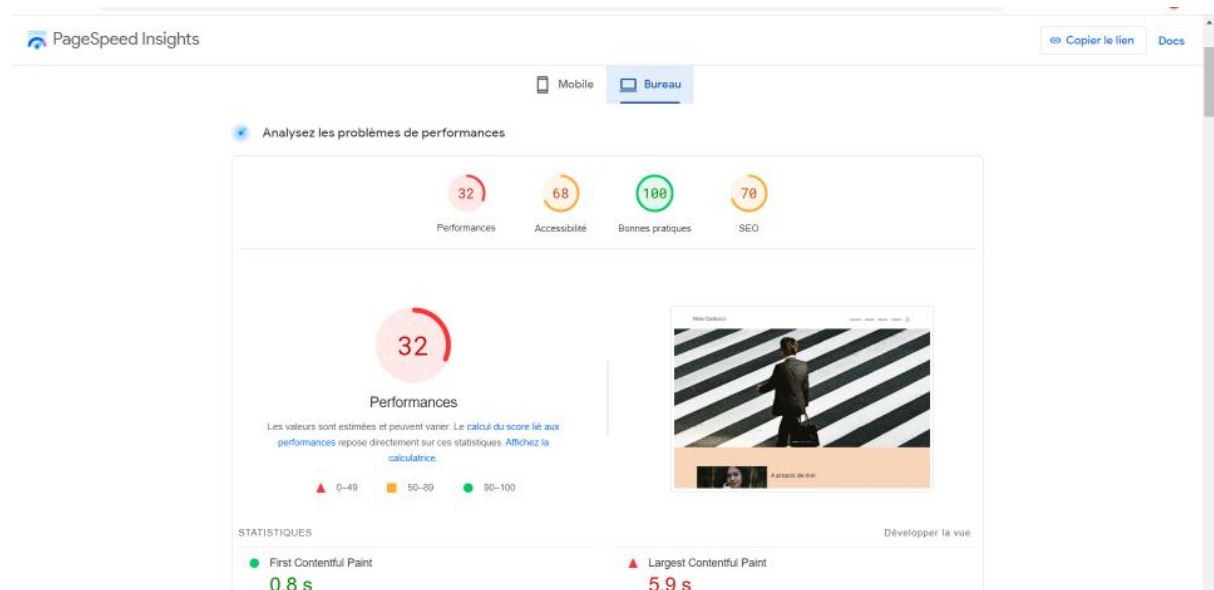 PageSpeed Insights
Copier le lien
Docs
Mobile
Bureau
Analysez les problèmes de performances
32
68
100
70
Performances
Accessibilité
Bonnes pratiques
SEO
32
Performances
Les valeurs sont estimées et peuvent varier. Le calcul du score lié aux
performances repose directement sur ces statistiques. Affichez la
calculatrice.
0–49
50–89
90–100
A propos de moi
STATISTIQUES
Développer la vue
First Contentful Paint
0.8 s
Largest Contentful Paint
5.9 s